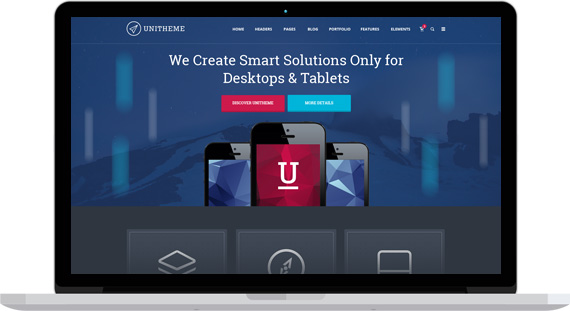 UNITHEME
HOME HEADERS PAGES BLOG PORTFOLIO FEATURES ELEMENTS
We Create Smart Solutions Only for
Desktops & Tablets
DISCOVER UNITHEME MORE DETAILS
U